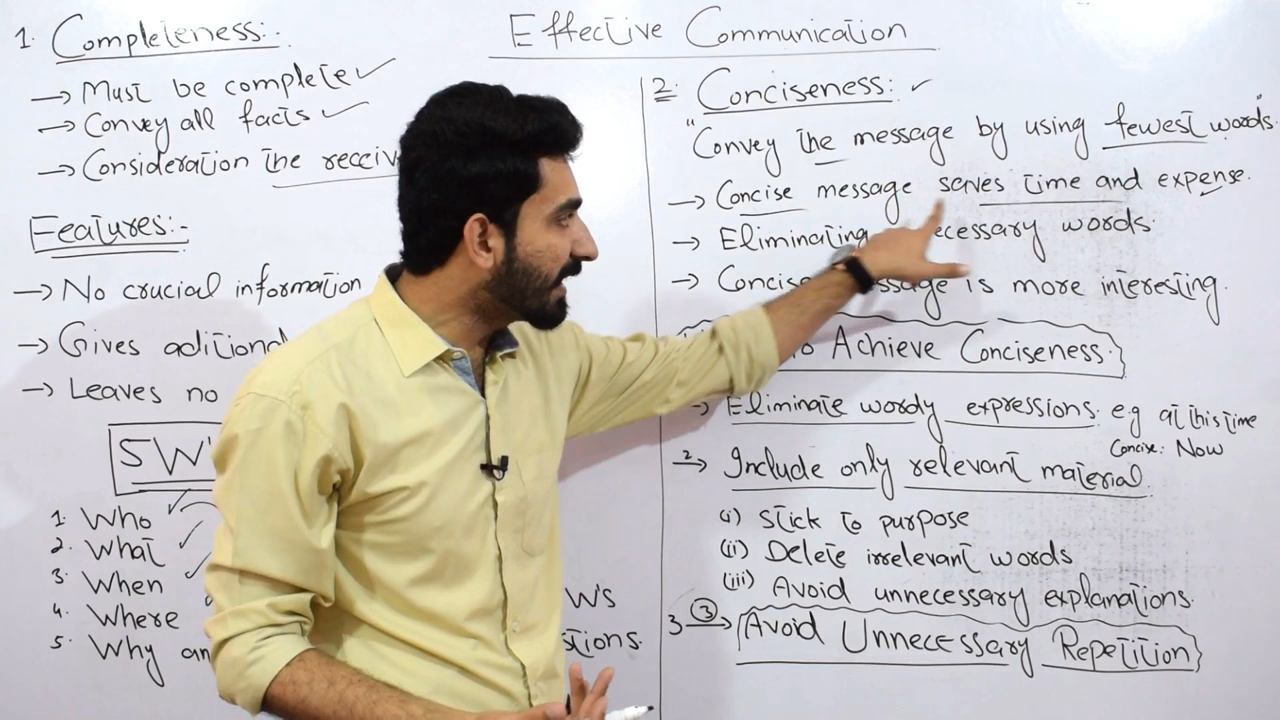 Effective Communication
1. Completeness:-
→ Must be complete ✓
→ Convey all facts ✓
→ Consideration the receiv
Features:-
→ No crucial information
→ Gives aditional
→ Leaves no
5W'
1. Who
2. What
3. When
4. Where
5. Why an
W's
stions.
2. Conciseness: ✓
"Convey the message by using fewest words."
→ Concise message saves time and expense.
→ Eliminating ecessary words.
→ Concise ssage is more interesting.
to Achieve Conciseness.
→ Eliminate wordy expressions. e.g at this time
Concise: Now
2→ Include only relevant material.
(i) Stick to purpose
(ii) Delete irrelevant words
(iii) Avoid unnecessary explanations.
3 ③→ Avoid Unnecessary Repetition